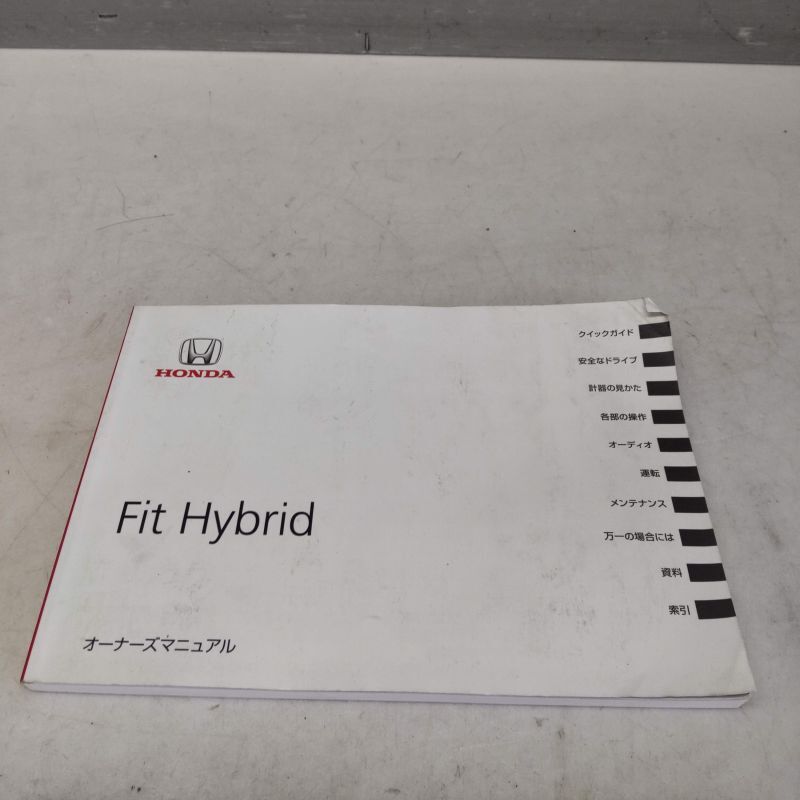 HONDA
Fit Hybrid
オーナーズマニュアル
クイックガイド
安全なドライブ
計器の見かた
各部の操作
オーディオ
運転
メンテナンス
万一の場合には
資料
索引